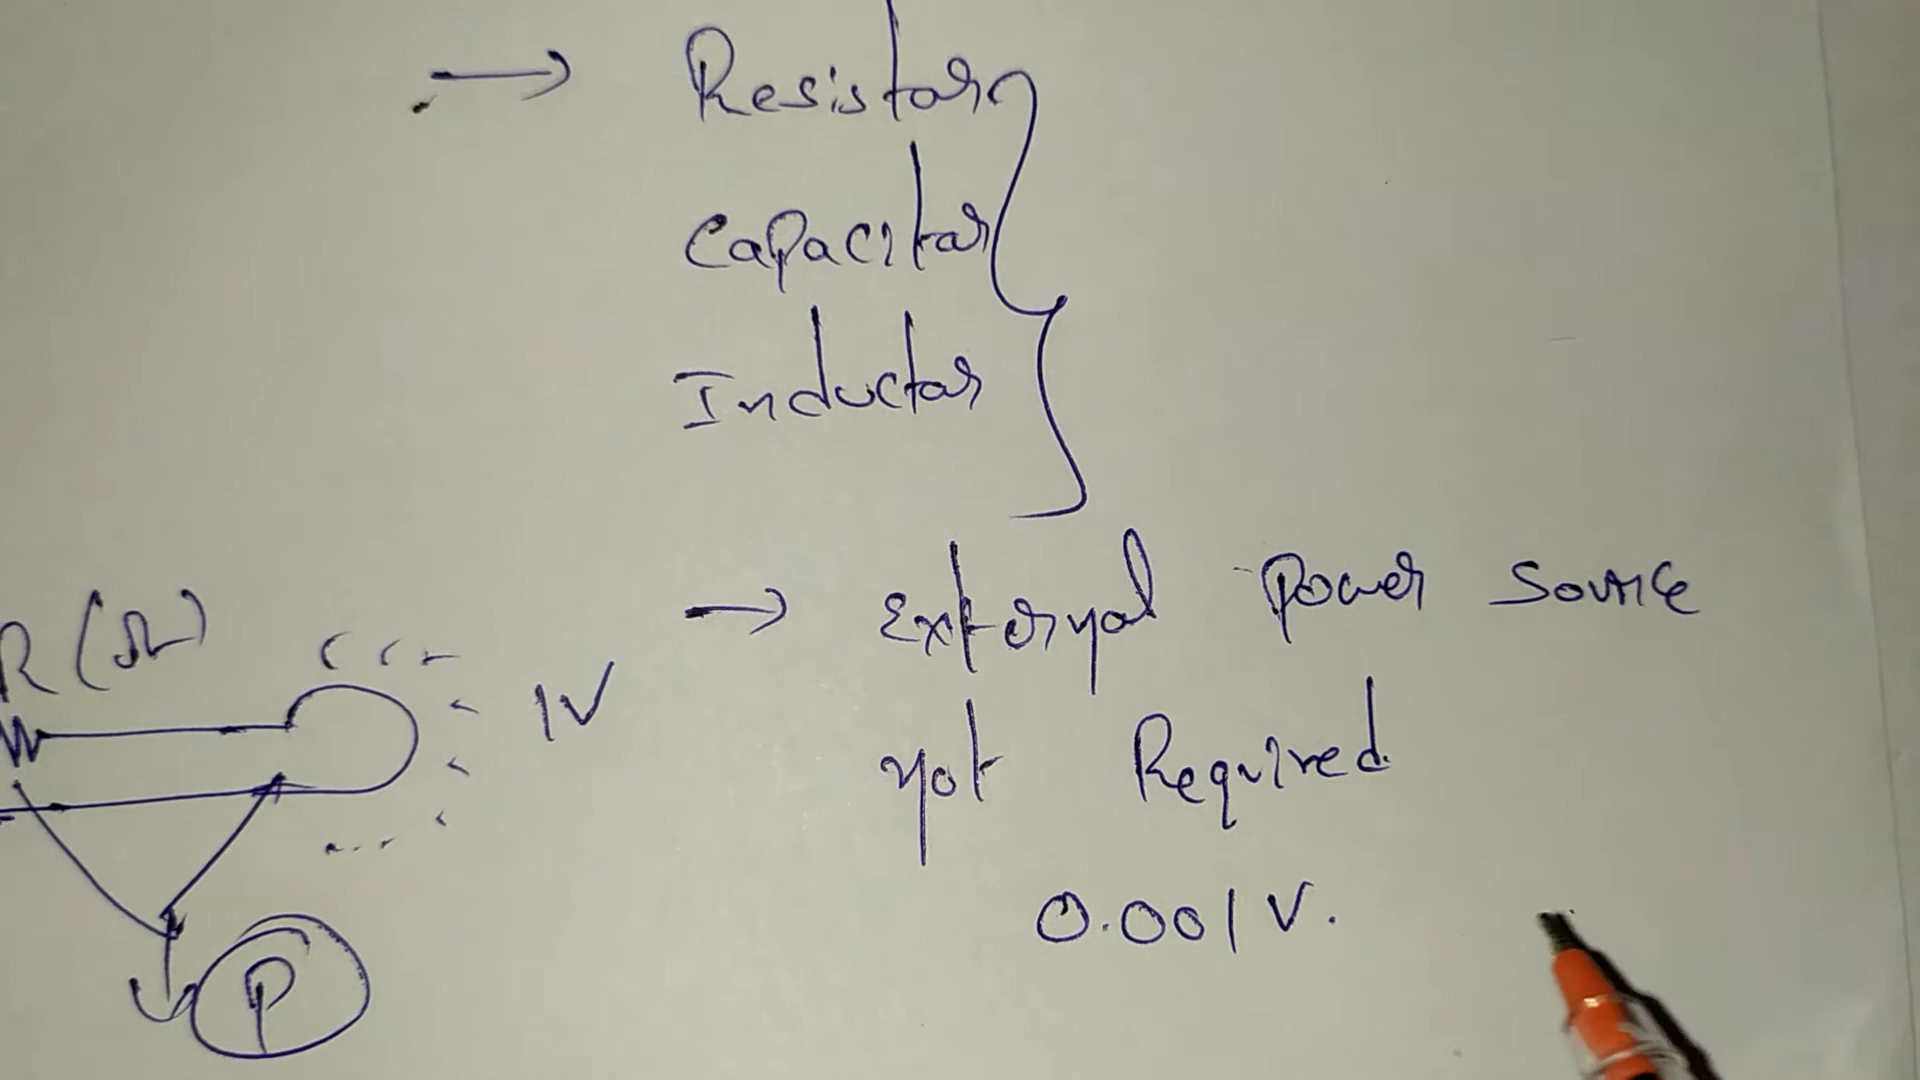 → Resistor
Capacitor
Inductor
→ External Power Source
not Required.
0.001V.
R (Ω)
1V
P